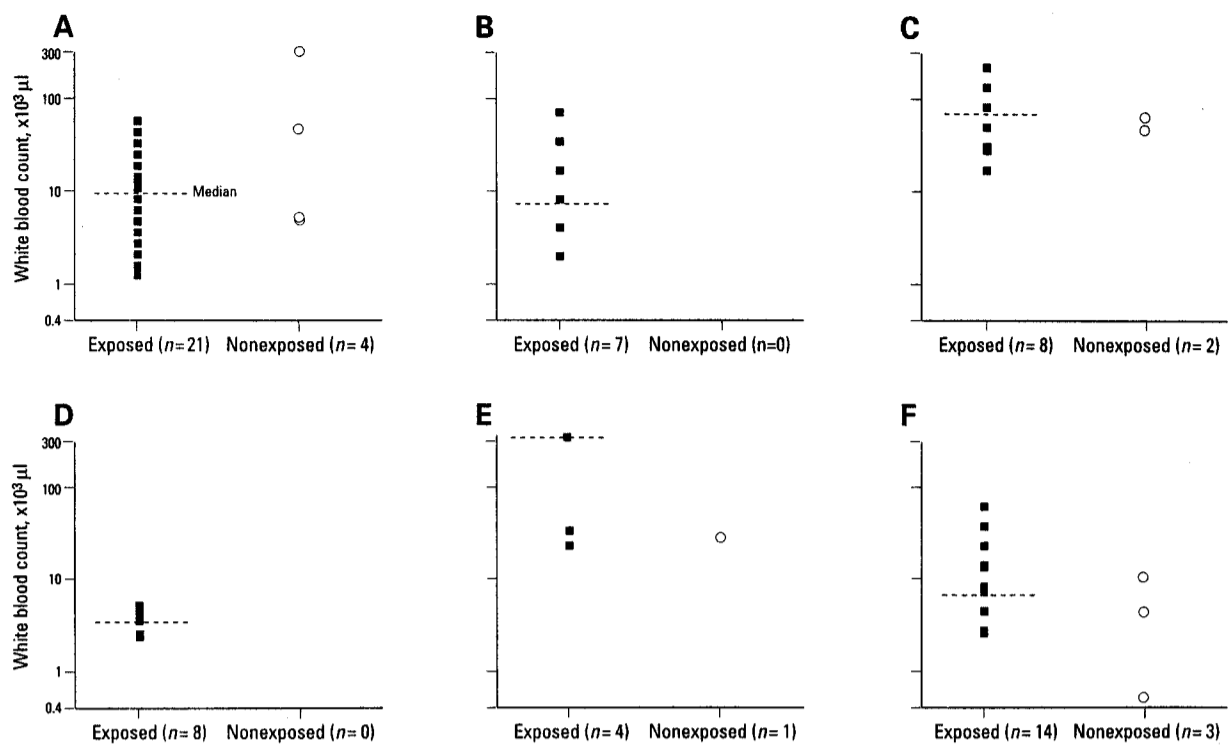 A
B
C
White blood count, x10³ µl
300
100
10
1
0.4
Median
Exposed (n=21) Nonexposed (n=4)
Exposed (n=7) Nonexposed (n=0)
Exposed (n=8) Nonexposed (n=2)
D
E
F
White blood count, x10³ µl
300
100
10
1
0.4
Exposed (n=8) Nonexposed (n=0)
Exposed (n=4) Nonexposed (n=1)
Exposed (n=14) Nonexposed (n=3)